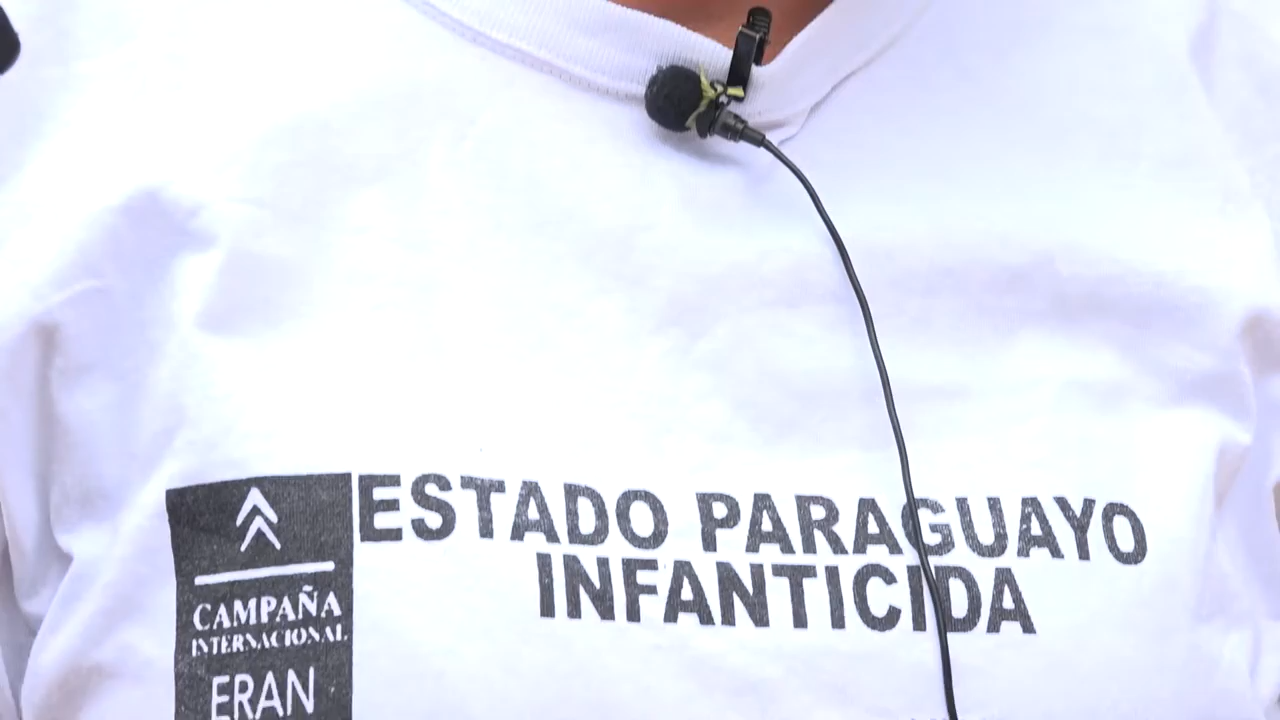 ESTADO PARAGUAYO
INFANTICIDA
CAMPAÑA
INTERNACIONAL
ERAN